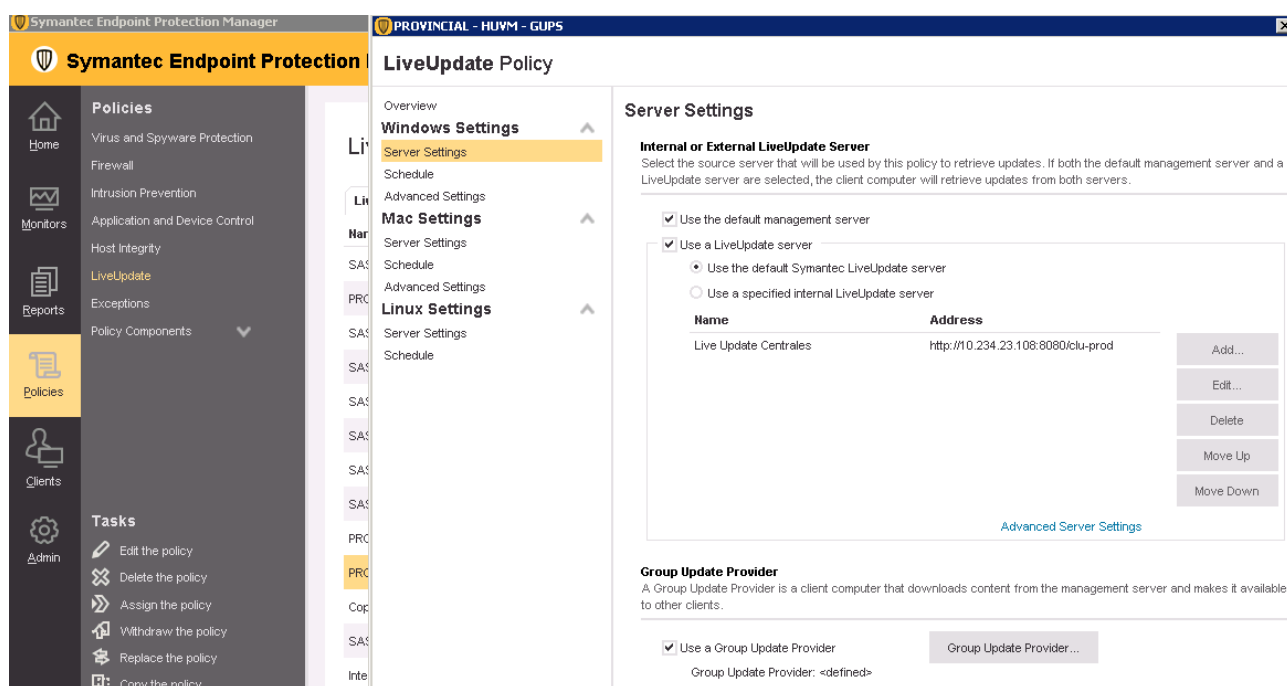 Symantec Endpoint Protection Manager
Symantec Endpoint Protection
Home
Monitors
Reports
Policies
Clients
Admin
Policies
Virus and Spyware Protection
Firewall
Intrusion Prevention
Application and Device Control
Host Integrity
LiveUpdate
Exceptions
Policy Components
Tasks
Edit the policy
Delete the policy
Assign the policy
Withdraw the policy
Replace the policy
Copy the policy
PROVINCIAL - HUVM - GUPS
LiveUpdate Policy
Overview
Windows Settings
Server Settings
Schedule
Advanced Settings
Mac Settings
Server Settings
Schedule
Advanced Settings
Linux Settings
Server Settings
Schedule
Server Settings
Internal or External LiveUpdate Server
Select the source server that will be used by this policy to retrieve updates. If both the default management server and a
LiveUpdate server are selected, the client computer will retrieve updates from both servers.
Use the default management server
Use a LiveUpdate server
Use the default Symantec LiveUpdate server
Use a specified internal LiveUpdate server
Name Address
Live Update Centrales http://10.234.23.108:8080/clu-prod
Add...
Edit...
Delete
Move Up
Move Down
Advanced Server Settings
Group Update Provider
A Group Update Provider is a client computer that downloads content from the management server and makes it available
to other clients.
Use a Group Update Provider Group Update Provider...
Group Update Provider: <defined>